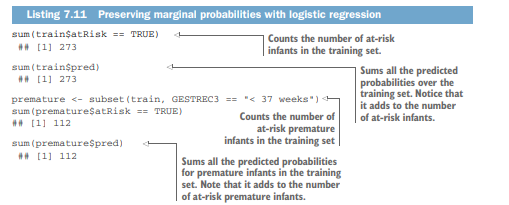 Listing 7.11 Preserving marginal probabilities with logistic regression
sum(train$atRisk == TRUE)
## [1] 273
Counts the number of at-risk
infants in the training set.
sum(train$pred)
## [1] 273
Sums all the predicted
probabilities over the
training set. Notice that
it adds to the number
of at-risk infants.
premature <- subset(train, GESTREC3 == "< 37 weeks")
sum(premature$atRisk == TRUE)
## [1] 112
Counts the number of
at-risk premature
infants in the training set
sum(premature$pred)
## [1] 112
Sums all the predicted probabilities
for premature infants in the training
set. Note that it adds to the number
of at-risk premature infants.